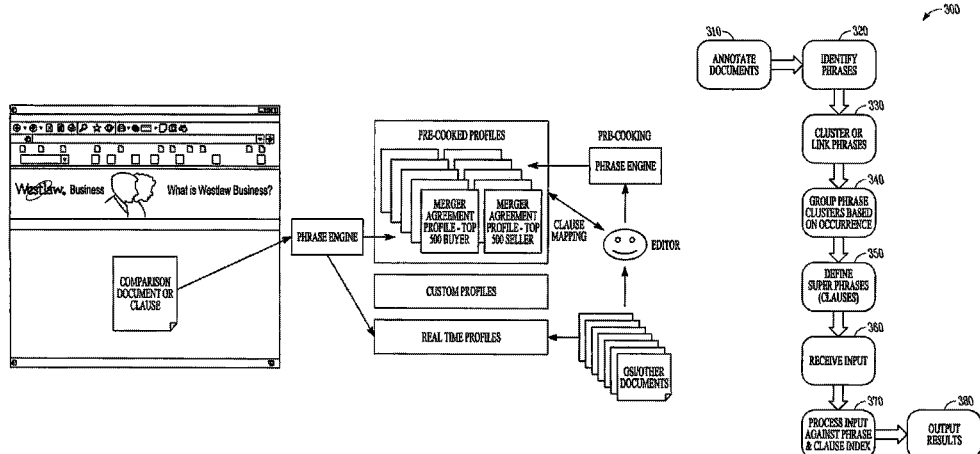 Westlaw. Business
What is Westlaw Business?
COMPARISON
DOCUMENT OR
CLAUSE
PHRASE ENGINE
PRE-COOKED PROFILES
MERGER
AGREEMENT
PROFILE - TOP
500 BUYER
MERGER
AGREEMENT
PROFILE - TOP
500 SELLER
CUSTOM PROFILES
REAL TIME PROFILES
PRE-COOKING
PHRASE ENGINE
CLAUSE
MAPPING
EDITOR
GSI/OTHER
DOCUMENTS
300
310
ANNOTATE
DOCUMENTS
320
IDENTIFY
PHRASES
330
CLUSTER OR
LINK PHRASES
340
GROUP PHRASE
CLUSTERS BASED
ON OCCURRENCE
350
DEFINE
SUPER PHRASES
(CLAUSES)
360
RECEIVE INPUT
370
PROCESS INPUT
AGAINST PHRASE
& CLAUSE INDEX
380
OUTPUT
RESULTS